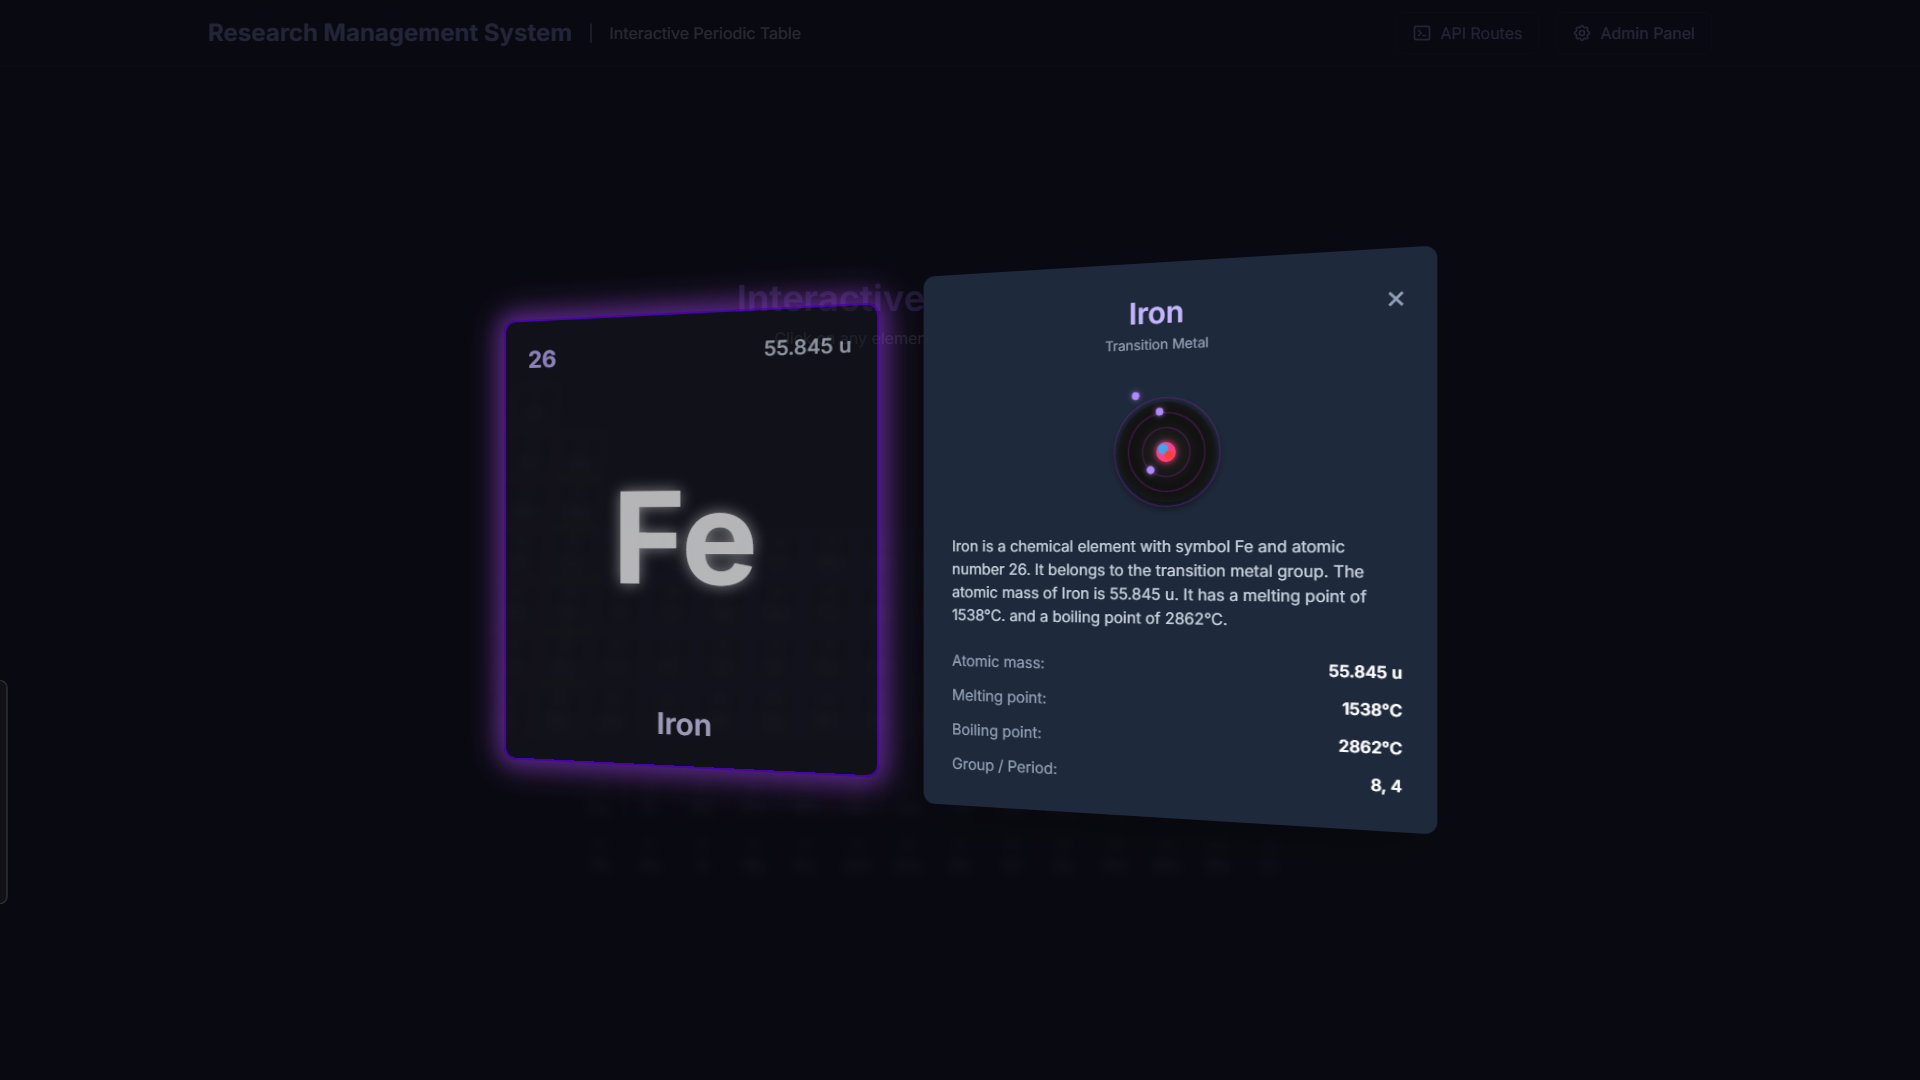 Research Management System | Interactive Periodic Table
API Routes
Admin Panel
Interactive
Click on any elemen
26
55.845 u
Fe
Iron
Iron
Transition Metal
Iron is a chemical element with symbol Fe and atomic
number 26. It belongs to the transition metal group. The
atomic mass of Iron is 55.845 u. It has a melting point of
1538°C. and a boiling point of 2862°C.
Atomic mass: 55.845 u
Melting point: 1538°C
Boiling point: 2862°C
Group / Period: 8, 4